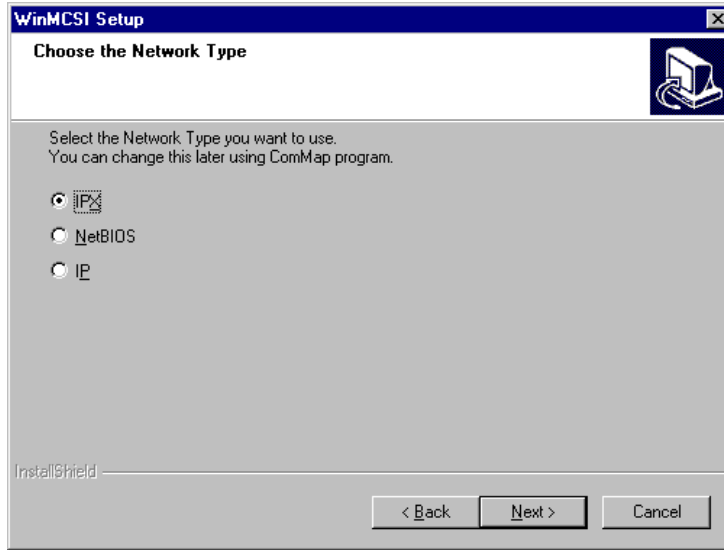 WinMCSI Setup
Choose the Network Type
Select the Network Type you want to use.
You can change this later using ComMap program.
IPX
NetBIOS
IP
InstallShield
< Back Next > Cancel